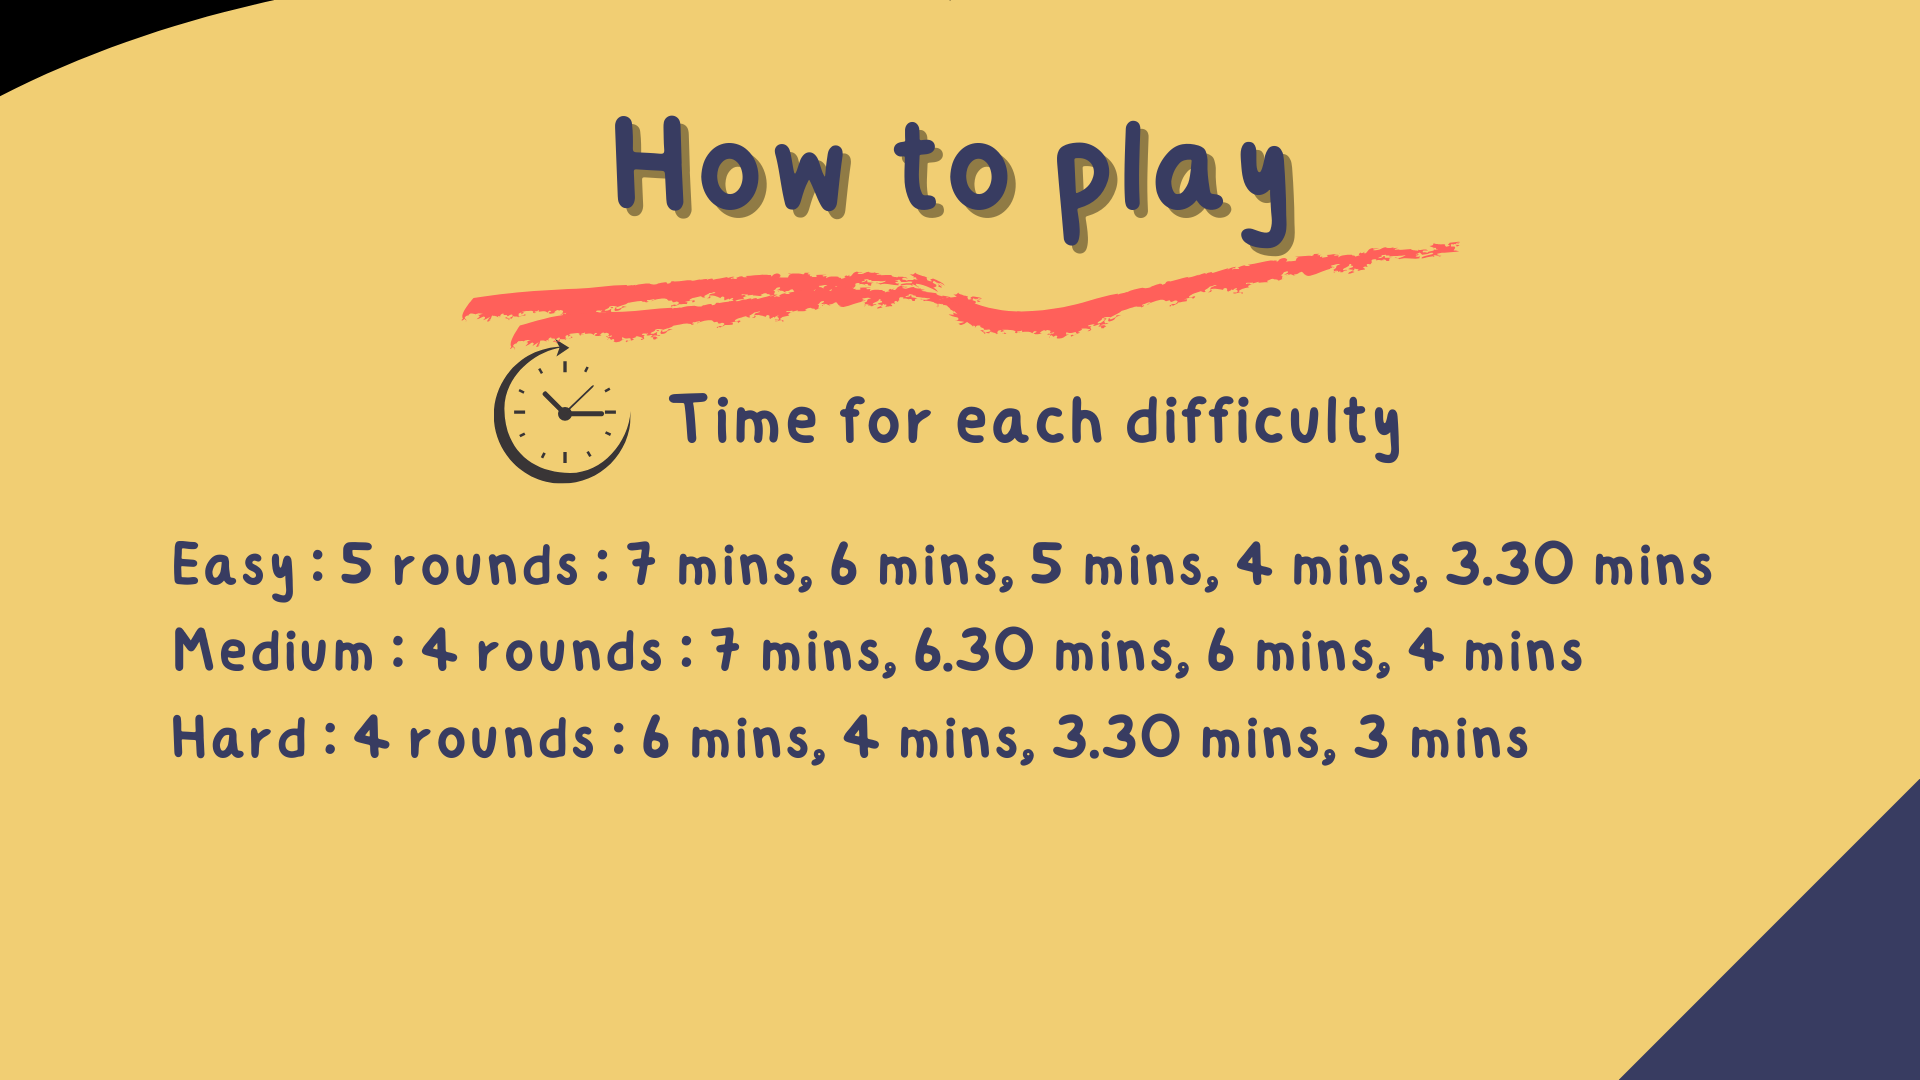 How to play
Time for each difficulty
Easy : 5 rounds : 7 mins, 6 mins, 5 mins, 4 mins, 3.30 mins
Medium : 4 rounds : 7 mins, 6.30 mins, 6 mins, 4 mins
Hard : 4 rounds : 6 mins, 4 mins, 3.30 mins, 3 mins